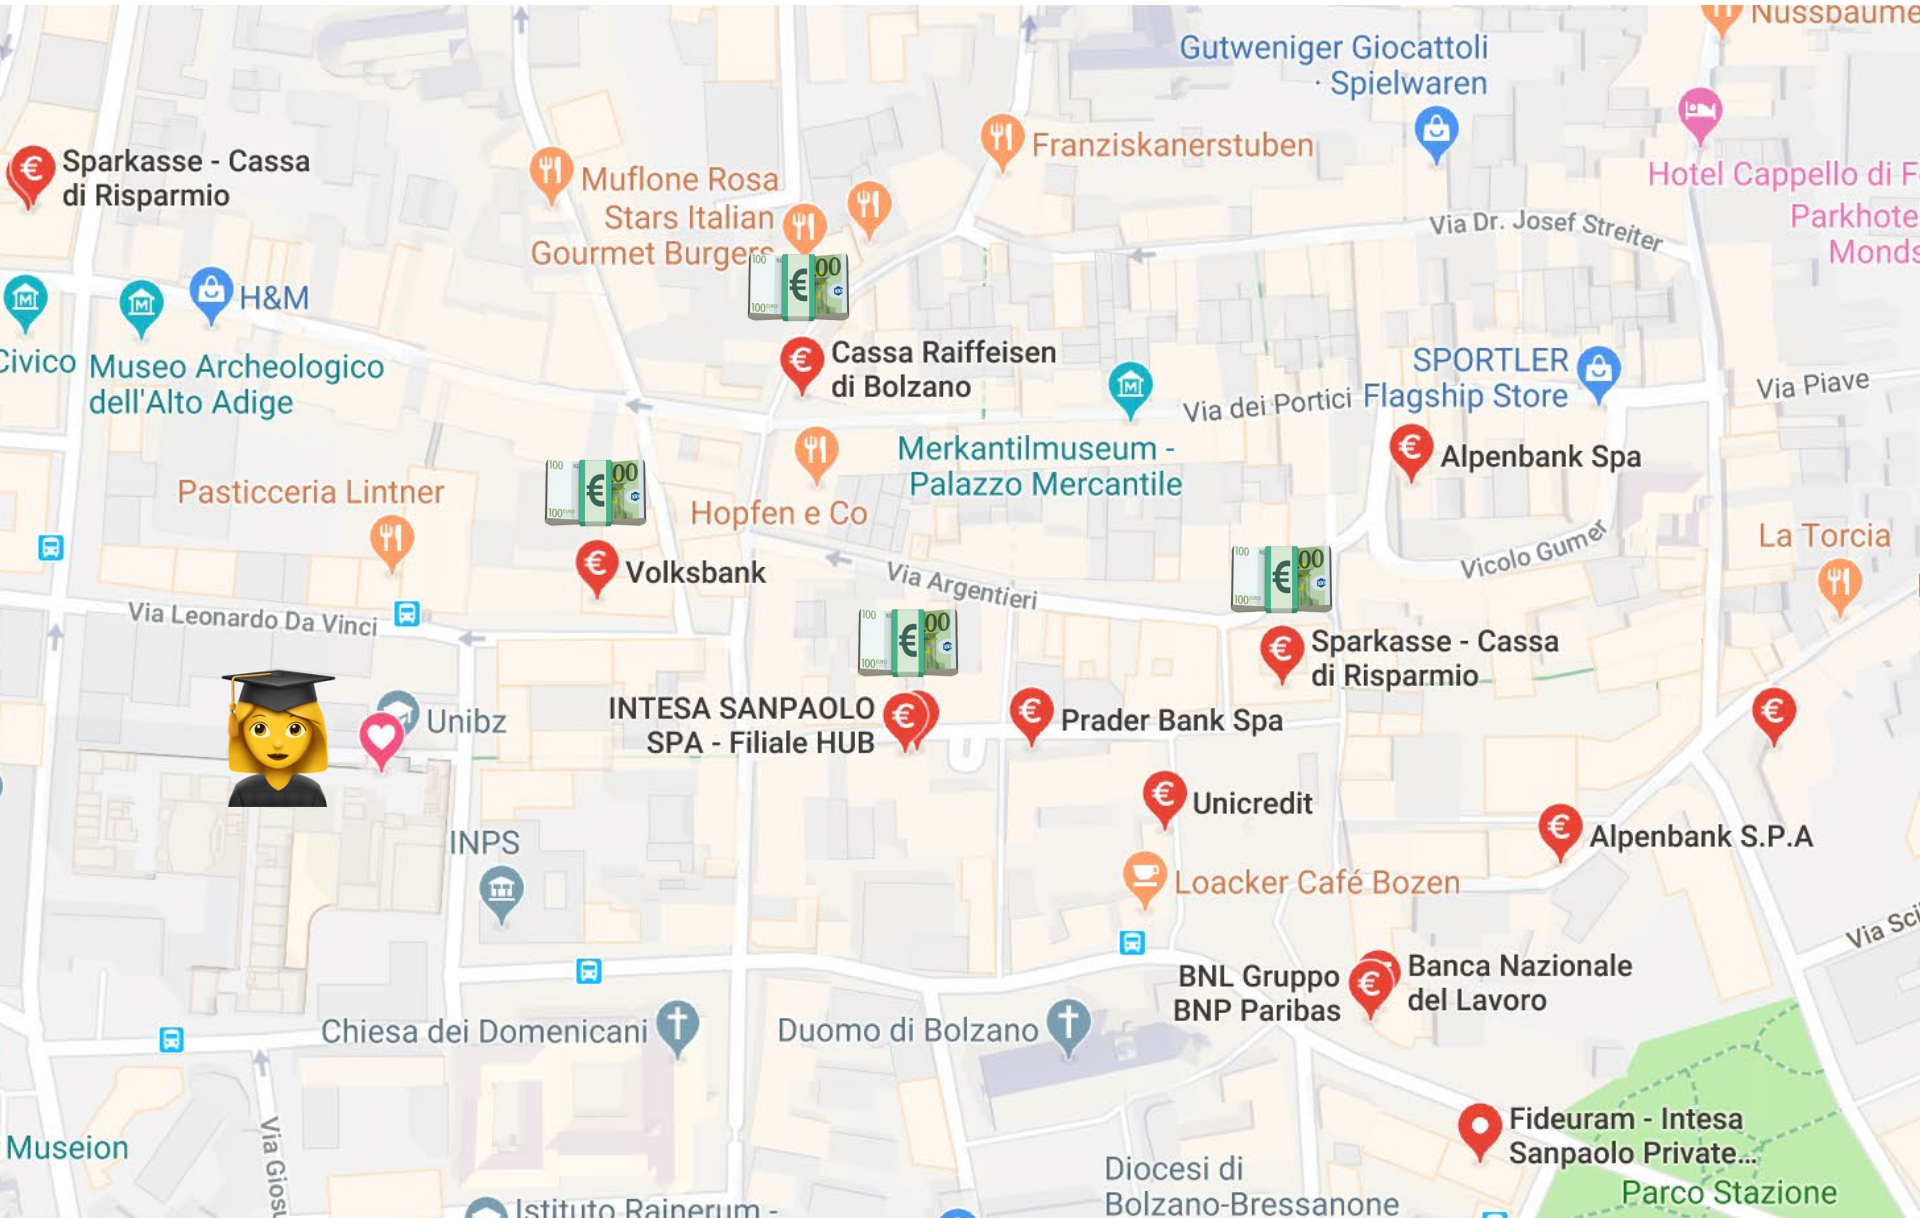 Nussbaume
Gutweniger Giocattoli
· Spielwaren
Franziskanerstuben
Sparkasse - Cassa
di Risparmio
Muflone Rosa
Stars Italian
Gourmet Burgers
Hotel Cappello di F
Parkhote
Monds
Via Dr. Josef Streiter
H&M
Civico
Museo Archeologico
dell'Alto Adige
Cassa Raiffeisen
di Bolzano
SPORTLER
Flagship Store
Via Piave
Via dei Portici
Merkantilmuseum -
Palazzo Mercantile
Alpenbank Spa
Pasticceria Lintner
Hopfen e Co
Vicolo Gumer
La Torcia
Volksbank
Via Argentieri
Via Leonardo Da Vinci
Sparkasse - Cassa
di Risparmio
Unibz
INTESA SANPAOLO
SPA - Filiale HUB
Prader Bank Spa
Unicredit
Alpenbank S.P.A
INPS
Loacker Café Bozen
Via Sci
BNL Gruppo
BNP Paribas
Banca Nazionale
del Lavoro
Chiesa dei Domenicani
Duomo di Bolzano
Museion
Via Giosu
Fideuram - Intesa
Sanpaolo Private...
Diocesi di
Bolzano-Bressanone
Parco Stazione
Istituto Rainerum -